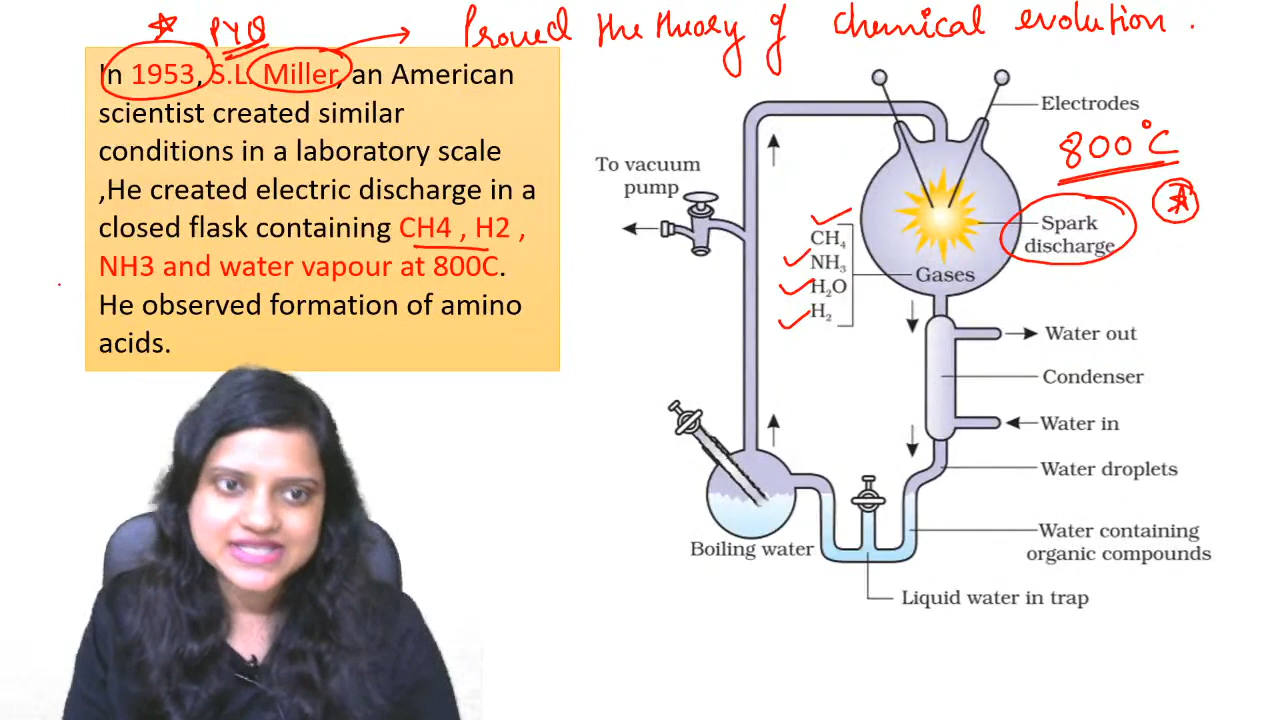 PYQ → Proved the theory of chemical evolution .
In 1953, S.L. Miller, an American
scientist created similar
conditions in a laboratory scale
,He created electric discharge in a
closed flask containing CH4 , H2 ,
NH3 and water vapour at 800C.
He observed formation of amino
acids.
Electrodes
800°C
To vacuum
pump
Spark
discharge
CH₄
NH₃
H₂O
H₂
Gases
Water out
Condenser
Water in
Water droplets
Water containing
organic compounds
Boiling water
Liquid water in trap